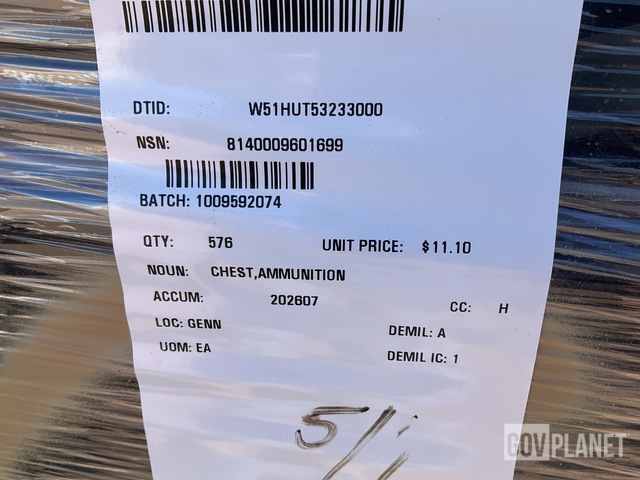 DTID: W51HUT53233000
NSN: 8140009601699
BATCH: 1009592074
QTY: 576 UNIT PRICE: $11.10
NOUN: CHEST,AMMUNITION
ACCUM: 202607 CC: H
LOC: GENN DEMIL: A
UOM: EA DEMIL IC: 1
5/
GOVPLANET